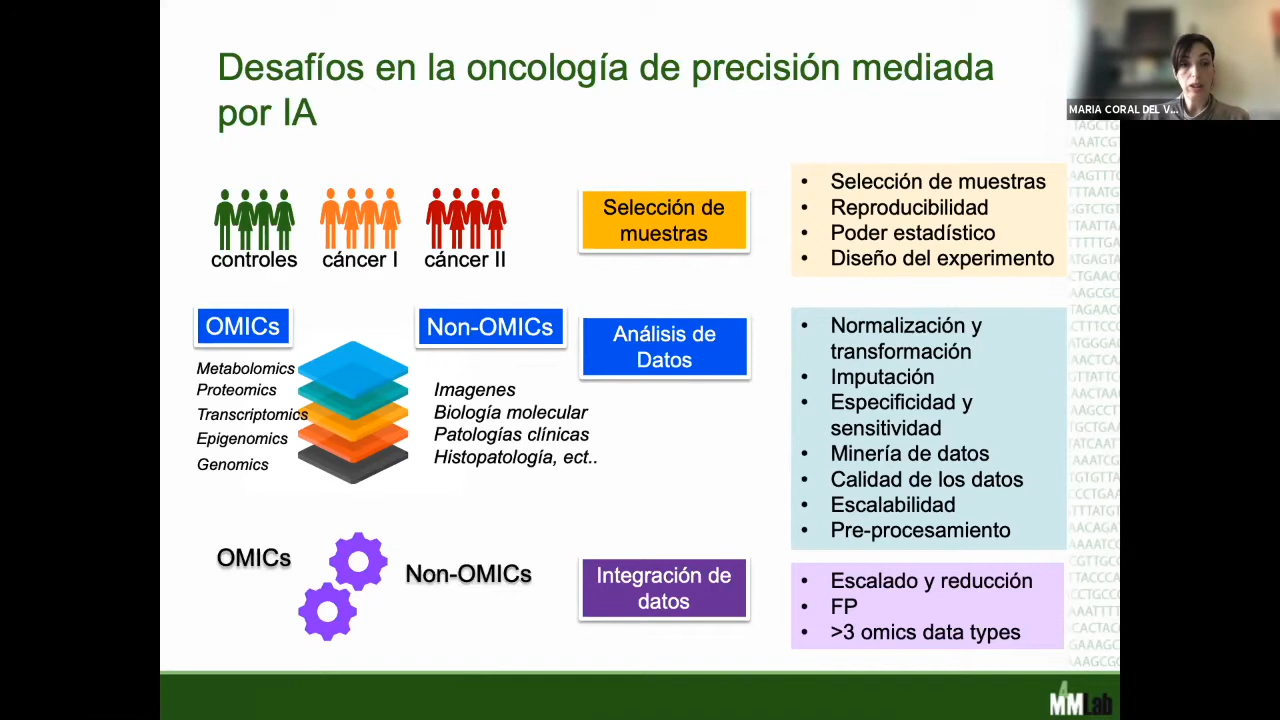 Desafíos en la oncología de precisión mediada
por IA
MARIA CORAL DEL V...
controles
cáncer I
cáncer II
Selección de
muestras
• Selección de muestras
• Reproducibilidad
• Poder estadístico
• Diseño del experimento
OMICs
Non-OMICs
Metabolomics
Proteomics
Transcriptomics
Epigenomics
Genomics
Imagenes
Biología molecular
Patologías clínicas
Histopatología, ect..
Análisis de
Datos
• Normalización y
transformación
• Imputación
• Especificidad y
sensitividad
• Minería de datos
• Calidad de los datos
• Escalabilidad
• Pre-procesamiento
OMICs
Non-OMICs
Integración de
datos
• Escalado y reducción
• FP
• >3 omics data types
M4MLab